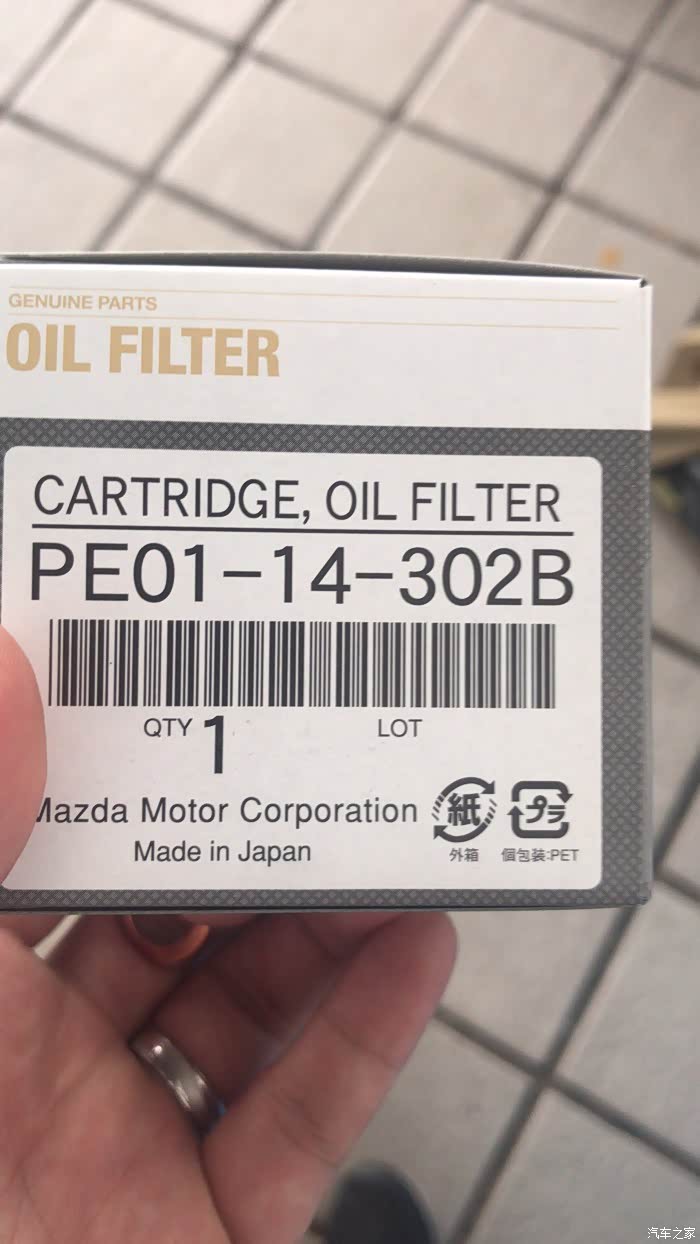 GENUINE PARTS
OIL FILTER
CARTRIDGE, OIL FILTER
PE01-14-302B
QTY 1 LOT
Mazda Motor Corporation
Made in Japan
紙 プラ
外箱 個包装:PET
汽车之家